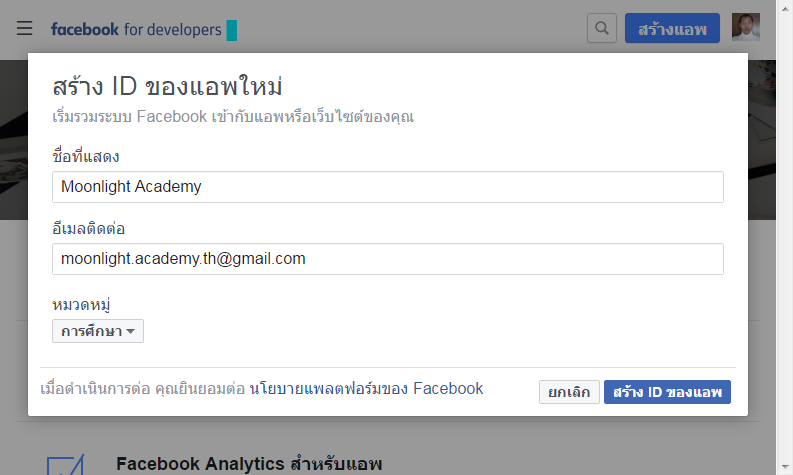 facebook for developers
สร้างแอพ
สร้าง ID ของแอพใหม่
เริ่มรวมระบบ Facebook เข้ากับแอพหรือเว็บไซต์ของคุณ
ชื่อที่แสดง
Moonlight Academy
อีเมลติดต่อ
moonlight.academy.th@gmail.com
หมวดหมู่
การศึกษา
เมื่อดำเนินการต่อ คุณยินยอมต่อ นโยบายแพลตฟอร์มของ Facebook
ยกเลิก
สร้าง ID ของแอพ
Facebook Analytics สำหรับแอพ